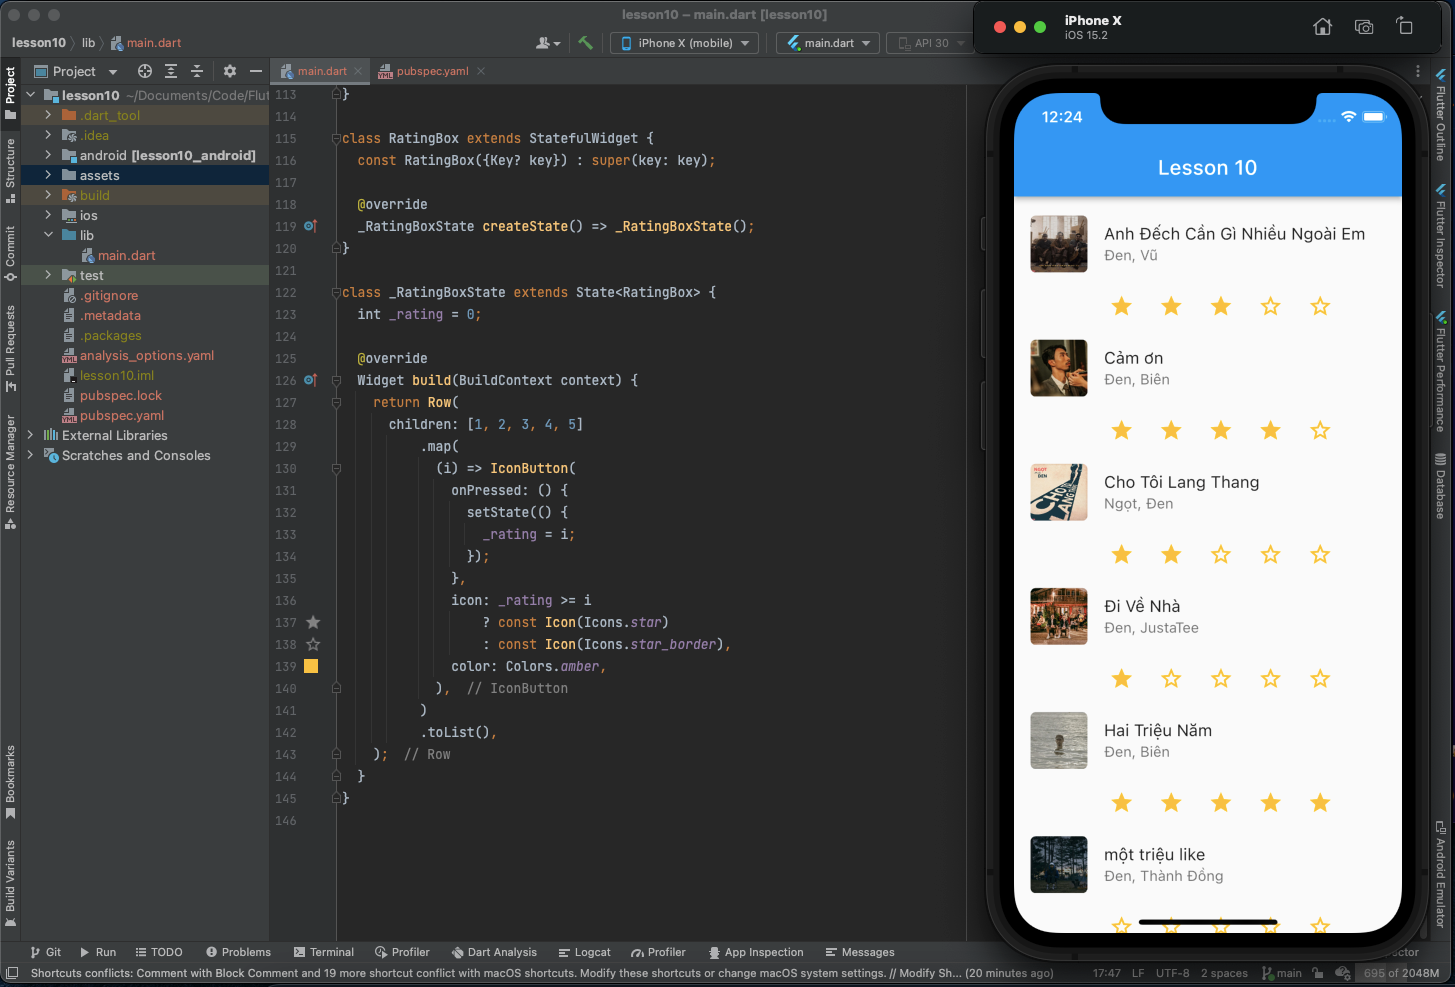 lesson10 – main.dart [lesson10]
lesson10 〉 lib 〉 main.dart
iPhone X (mobile)
main.dart
API 30
iPhone X
iOS 15.2
Project
main.dart
pubspec.yaml
lesson10 ~/Documents/Code/Flut
.dart_tool
.idea
android [lesson10_android]
assets
build
ios
lib
main.dart
test
.gitignore
.metadata
.packages
analysis_options.yaml
lesson10.iml
pubspec.lock
pubspec.yaml
External Libraries
Scratches and Consoles
Project
Structure
Commit
Pull Requests
Resource Manager
Bookmarks
Build Variants
113 }
114
115 class RatingBox extends StatefulWidget {
116 const RatingBox({Key? key}) : super(key: key);
117
118 @override
119 _RatingBoxState createState() => _RatingBoxState();
120 }
121
122 class _RatingBoxState extends State<RatingBox> {
123 int _rating = 0;
124
125 @override
126 Widget build(BuildContext context) {
127 return Row(
128 children: [1, 2, 3, 4, 5]
129 .map(
130 (i) => IconButton(
131 onPressed: () {
132 setState(() {
133 _rating = i;
134 });
135 },
136 icon: _rating >= i
137 ? const Icon(Icons.star)
138 : const Icon(Icons.star_border),
139 color: Colors.amber,
140 ), // IconButton
141 )
142 .toList(),
143 ); // Row
144 }
145 }
146
12:24
Lesson 10
Anh Đếch Cần Gì Nhiều Ngoài Em
Đen, Vũ
Cảm ơn
Đen, Biên
Cho Tôi Lang Thang
Ngọt, Đen
Đi Về Nhà
Đen, JustaTee
Hai Triệu Năm
Đen, Biên
một triệu like
Đen, Thành Đồng
Flutter Outline
Flutter Inspector
Flutter Performance
Database
Android Emulator
Git
Run
TODO
Problems
Terminal
Profiler
Dart Analysis
Logcat
Profiler
App Inspection
Messages
ector
Shortcuts conflicts: Comment with Block Comment and 19 more shortcut conflict with macOS shortcuts. Modify these shortcuts or change macOS system settings. // Modify Sh... (20 minutes ago)
17:47 LF UTF-8 2 spaces main 695 of 2048M